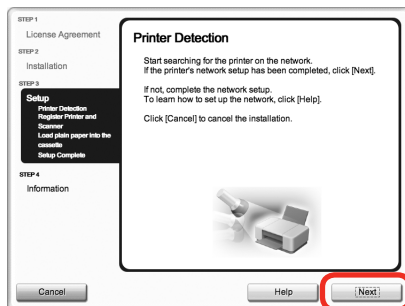 STEP 1
License Agreement
STEP 2
Installation
STEP 3
Setup
Printer Detection
Register Printer and
Scanner
Load plain paper into the
cassette
Setup Complete
STEP 4
Information
Cancel
Printer Detection
Start searching for the printer on the network.
If the printer's network setup has been completed, click [Next].
If not, complete the network setup.
To learn how to set up the network, click [Help].
Click [Cancel] to cancel the installation.
Help
Next